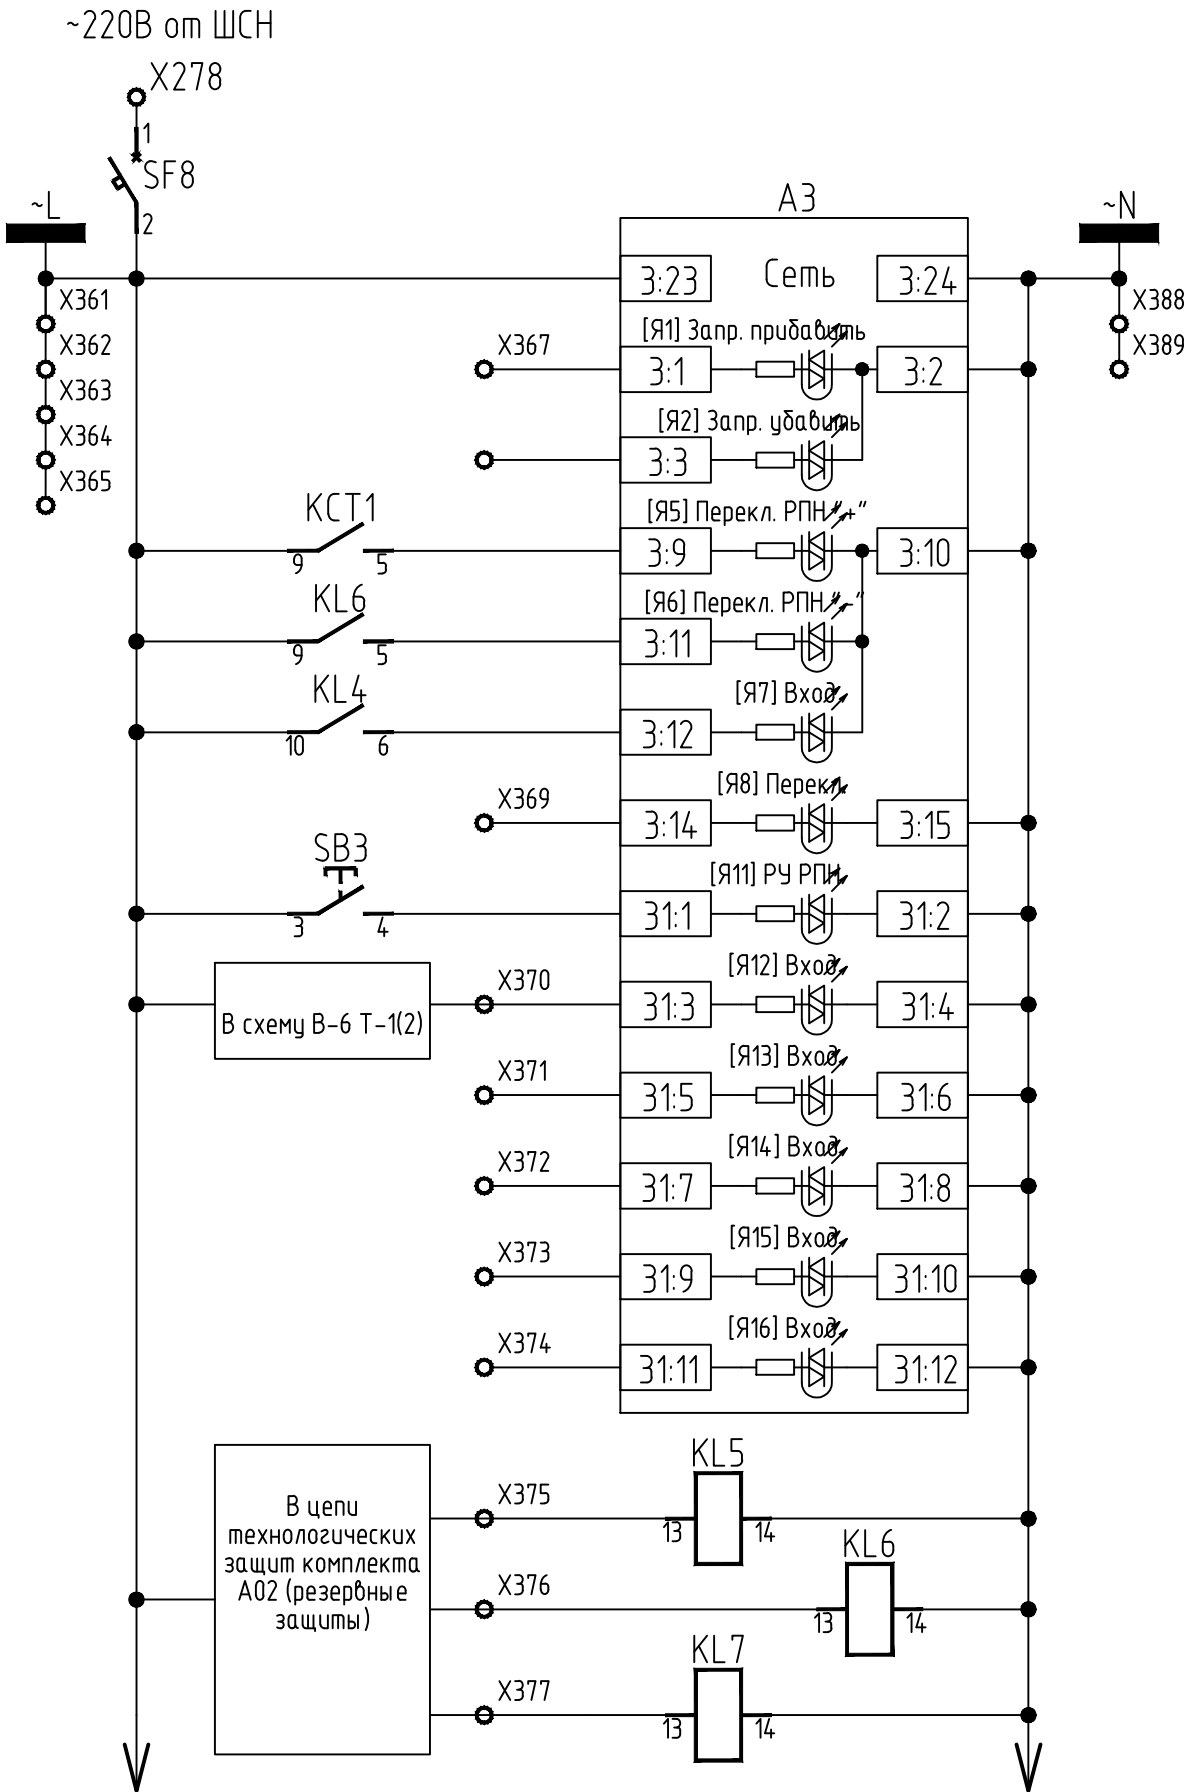 ~220В от ШСН
X278
1
SF8
2
~L
A3
~N
3:23 Сеть 3:24
X361
X362
X363
X364
X365
X388
X389
[Я1] Запр. прибавить
X367
3:1 3:2
[Я2] Запр. убавить
3:3
[Я5] Перекл. РПН "+"
KCT1
9 5
3:9 3:10
[Я6] Перекл. РПН "-"
KL6
9 5
3:11
[Я7] Вход
KL4
10 6
3:12
[Я8] Перекл.
X369
3:14 3:15
[Я11] РУ РПН
SB3
3 4
31:1 31:2
[Я12] Вход
X370
В схему В-6 Т-1(2)
31:3 31:4
[Я13] Вход
X371
31:5 31:6
[Я14] Вход
X372
31:7 31:8
[Я15] Вход
X373
31:9 31:10
[Я16] Вход
X374
31:11 31:12
В цепи
технологических
защит комплекта
А02 (резервные
защиты)
X375
KL5
13 14
X376
KL6
13 14
X377
KL7
13 14